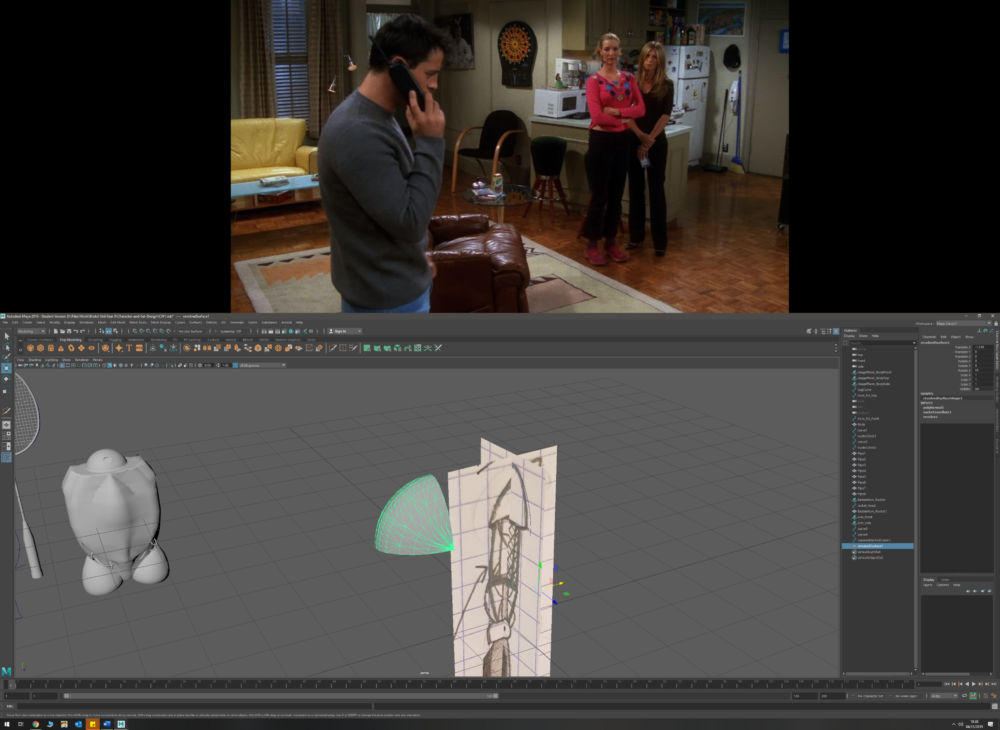 Autodesk Maya 2019 - Student Version: D:\Files\Work\Bristol Uni\Year 3\Character-and-Set-Design\CW1.mb* --- revolvedSurface1
File Edit Create Select Modify Display Windows Mesh Edit Mesh Mesh Tools Mesh Display Curves Surfaces Deform UV Generate Cache Substance Arnold Help
Workspace : Maya Classic*
Modeling No Live Surface Symmetry: Off Sign In
Curves / Surfaces Poly Modeling Sculpting Rigging Animation Rendering FX FX Caching Custom Arnold Bifrost MASH Motion Graphics XGen
T SVG
View Shading Lighting Show Renderer Panels
0.00 1.00 sRGB gamma
persp
Outliner
Display Show Help
Search...
persp
top
front
side
imagePlane_BodyFront
imagePlane_BodyTop
imagePlane_BodySide
LegCurve
Aero_fin_top
back
left
bottom
Aero_fin_front
Body
curve1
nurbsCircle1
curve2
nurbsCircle2
Pipe1
Pipe2
Pipe3
Pipe4
Pipe5
Pipe6
Pipe7
Pipe8
Badminton_Racket
racket_head
Badminton_Racket1
Arm_front
Arm_side
curve3
curve4
curve4attachedCurve1
revolvedSurface1
defaultLightSet
defaultObjectSet
Channels Edit Object Show
revolvedSurface1
Translate X -1.248
Translate Y 0
Translate Z 0
Rotate X 0
Rotate Y 0
Rotate Z 45
Scale X 1
Scale Y 1
Scale Z 1
Visibility on
SHAPES
revolvedSurfaceShape1
INPUTS
polyNormal1
nurbsTessellate1
revolve1
Channel Box / Layer Editor
Modeling Toolkit
Attribute Editor
Human IK
Display Anim
Layers Options Help
1 2 4 6 8 10 12 14 16 18 20 22 24 26 28 30 32 34 36 38 40 42 44 46 48 50 52 54 56 58 60 62 64 66 68 70 72 74 76 78 80 82 84 86 88 90 92 94 96 98 100 102 104 106 108 110 112 114 116 118 120 1
1 1 1 120 120 200 No Character Set No Anim Layer 24 fps
MEL
Move Tool: Use manipulator to move object(s). Ctrl+MMB+drag to move components along normals. Shift+drag manipulator axis or plane handles to extrude components or clone objects. Ctrl+Shift+LMB+drag to constrain movement to a connected edge. Use D or INSERT to change the pivot position and axis orientation.
19:38
04/11/2019